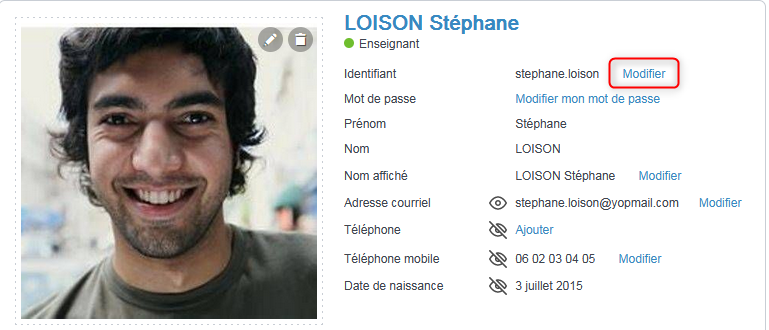 LOISON Stéphane
Enseignant
Identifiant stephane.loison Modifier
Mot de passe Modifier mon mot de passe
Prénom Stéphane
Nom LOISON
Nom affiché LOISON Stéphane Modifier
Adresse courriel stephane.loison@yopmail.com Modifier
Téléphone Ajouter
Téléphone mobile 06 02 03 04 05 Modifier
Date de naissance 3 juillet 2015